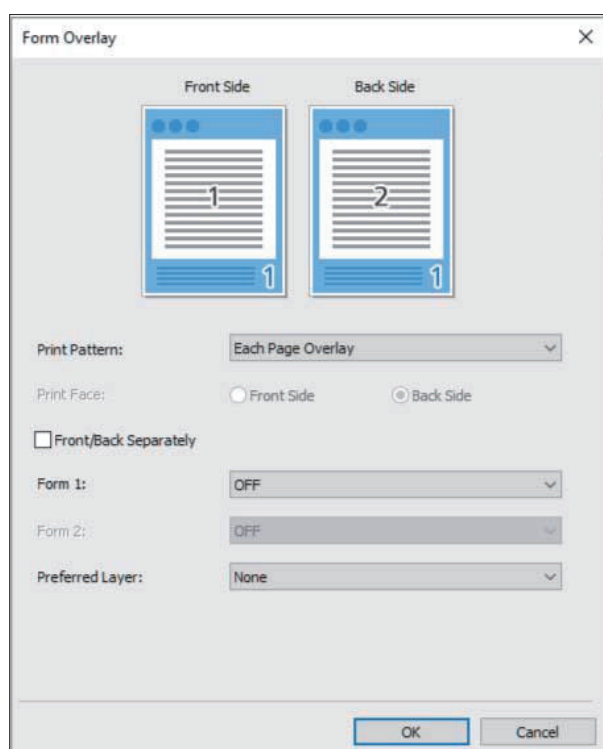 Form Overlay
Front Side Back Side
1 2
1 1
Print Pattern: Each Page Overlay
Print Face: Front Side Back Side
Front/Back Separately
Form 1: OFF
Form 2: OFF
Preferred Layer: None
OK Cancel